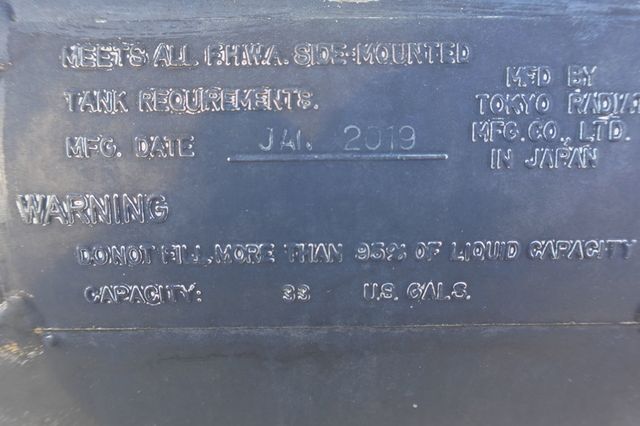 MEETS ALL F.H.W.A. SIDE-MOUNTED
TANK REQUIREMENTS.
MFG. DATE JAN. 2019
MFD BY
TOKYO RADIAT
MFG. CO., LTD.
IN JAPAN
WARNING
DO NOT FILL MORE THAN 95% OF LIQUID CAPACITY
CAPACITY: 33 U.S. GALS.